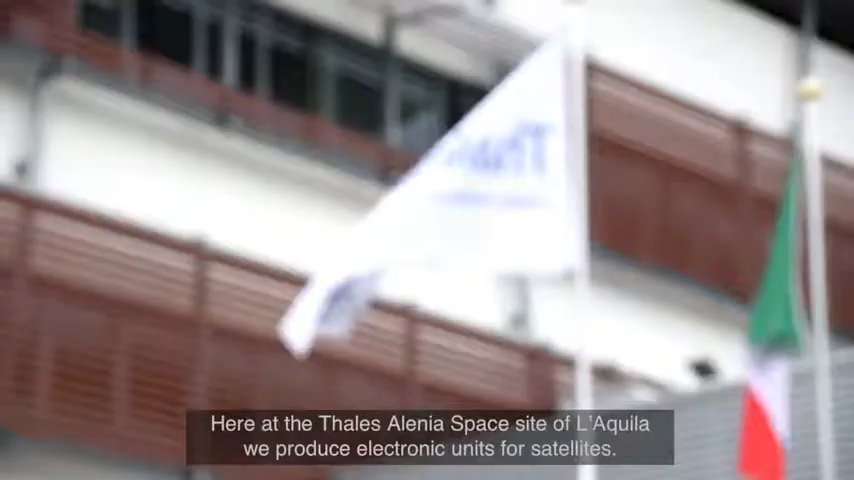 Here at the Thales Alenia Space site of L'Aquila
we produce electronic units for satellites.